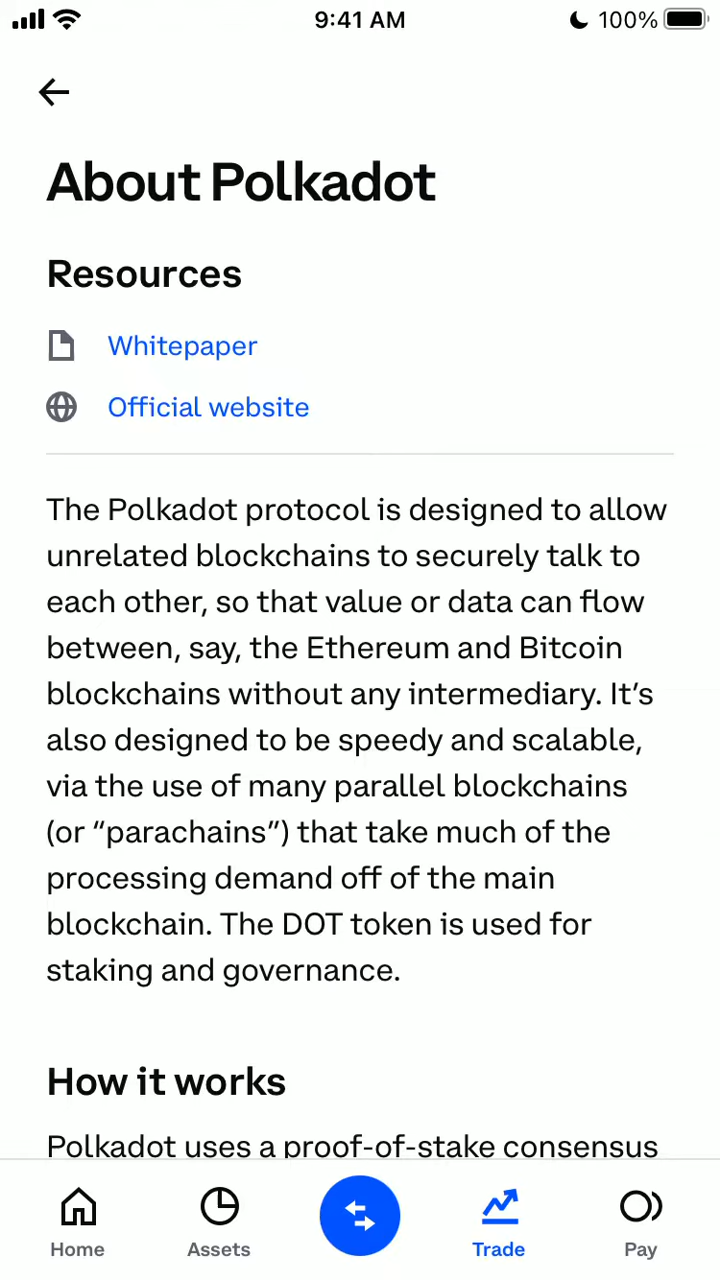 9:41 AM
100%
About Polkadot
Resources
Whitepaper
Official website
The Polkadot protocol is designed to allow
unrelated blockchains to securely talk to
each other, so that value or data can flow
between, say, the Ethereum and Bitcoin
blockchains without any intermediary. It’s
also designed to be speedy and scalable,
via the use of many parallel blockchains
(or “parachains”) that take much of the
processing demand off of the main
blockchain. The DOT token is used for
staking and governance.
How it works
Polkadot uses a proof-of-stake consensus
Home
Assets
Trade
Pay